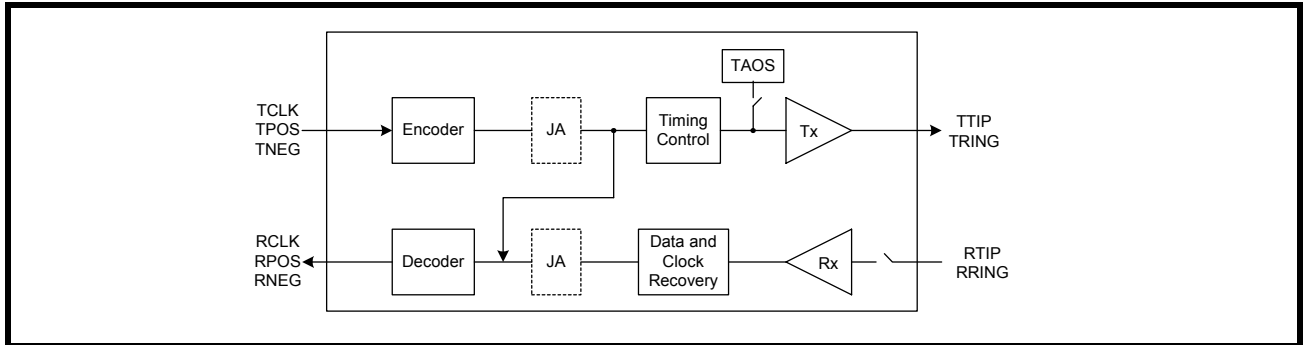 TAOS
TCLK
TPOS
TNEG
Encoder
JA
Timing
Control
Tx
TTIP
TRING
RCLK
RPOS
RNEG
Decoder
JA
Data and
Clock
Recovery
Rx
RTIP
RRING